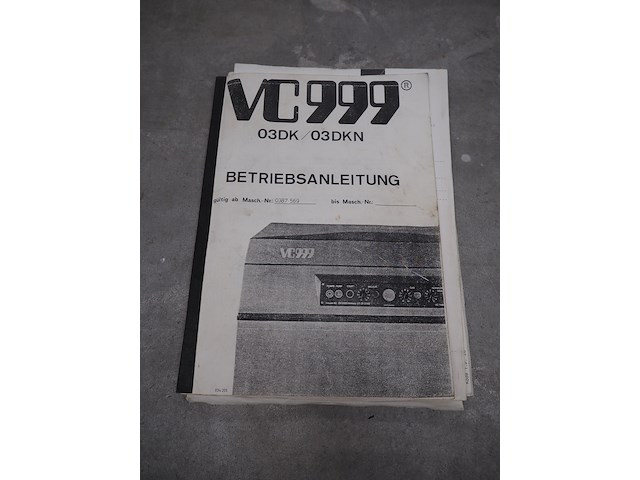 VC999®
03DK/03DKN
BETRIEBSANLEITUNG
gültig ab Masch.-Nr. bis Masch.-Nr.
VC999